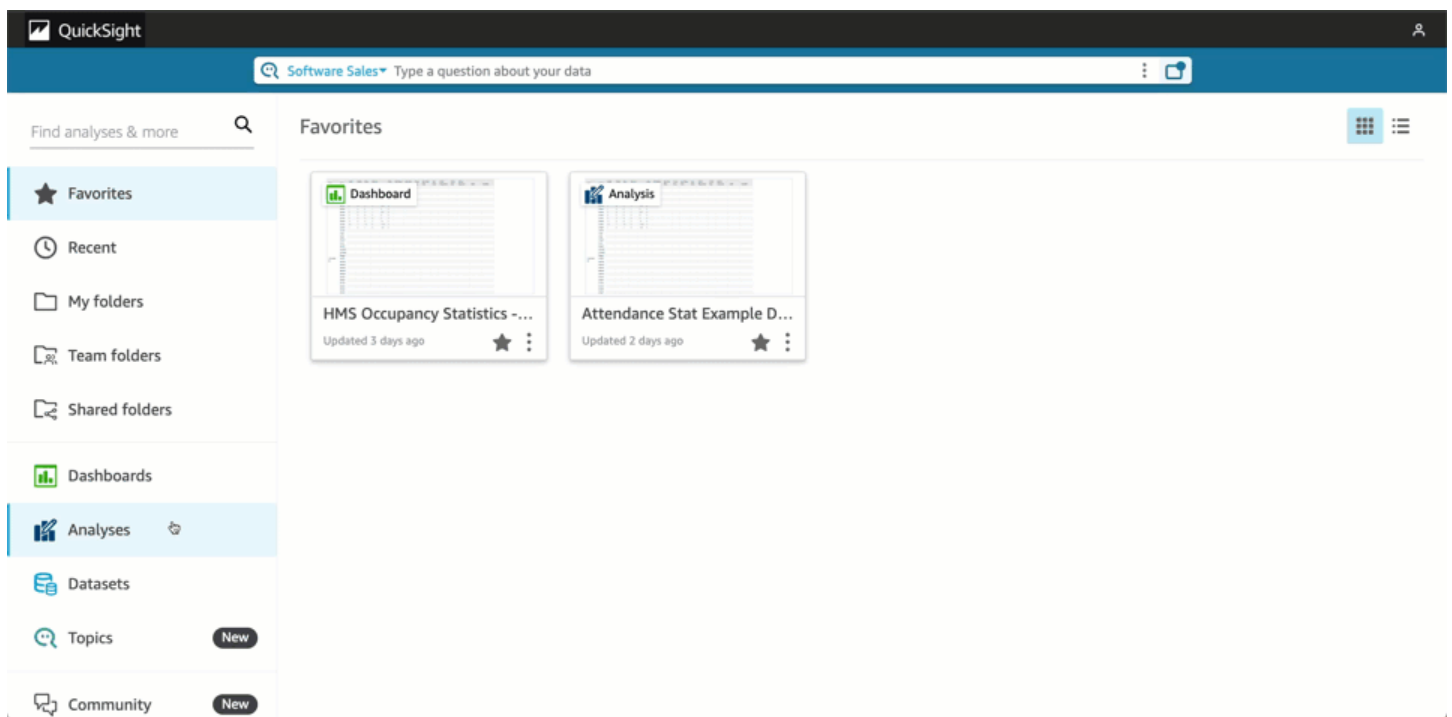 QuickSight
Software Sales Type a question about your data
Find analyses & more
Favorites
Recent
My folders
Team folders
Shared folders
Dashboards
Analyses
Datasets
Topics New
Community New
Favorites
Dashboard
HMS Occupancy Statistics -...
Updated 3 days ago
Analysis
Attendance Stat Example D...
Updated 2 days ago